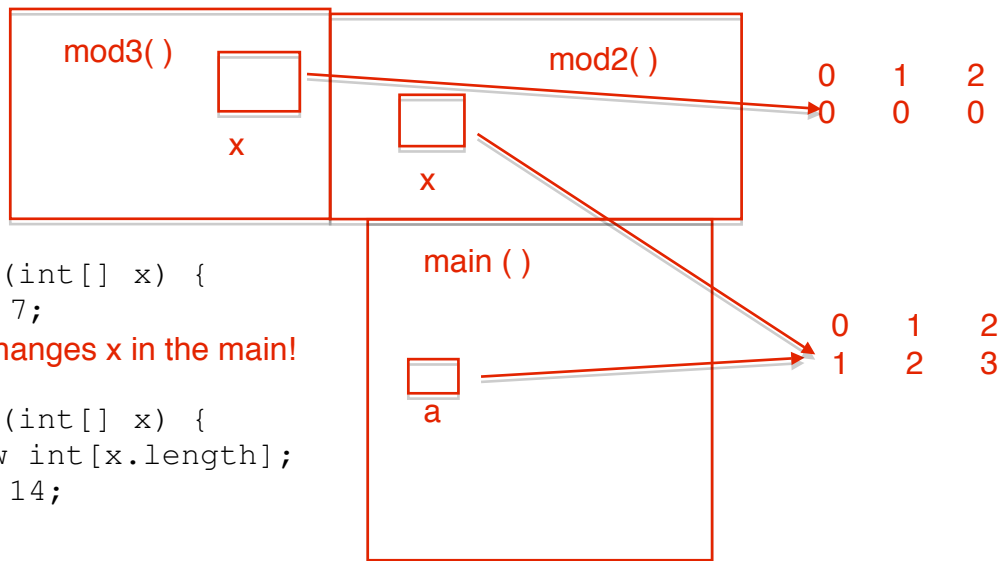 mod3( )
mod2( )
x
x
0 1 2
0 0 0
main ( )
a
0 1 2
1 2 3
(int[] x) {
7;
x in the main!
(int[] x) {
int[x.length];
14;